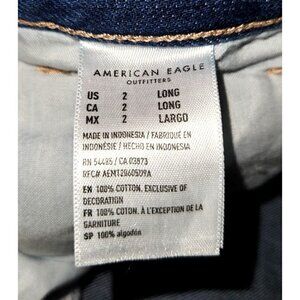 AMERICAN EAGLE
OUTFITTERS
US 2 LONG
CA 2 LONG
MX 2 LARGO
MADE IN INDONESIA / FABRIQUÉ EN
INDONÉSIE / HECHO EN INDONESIA
RN 54485 / CA 03873
RFC# AEMT2860509A
EN 100% COTTON, EXCLUSIVE OF
DECORATION
FR 100% COTON, À L'EXCEPTION DE LA
GARNITURE
SP 100% algodón